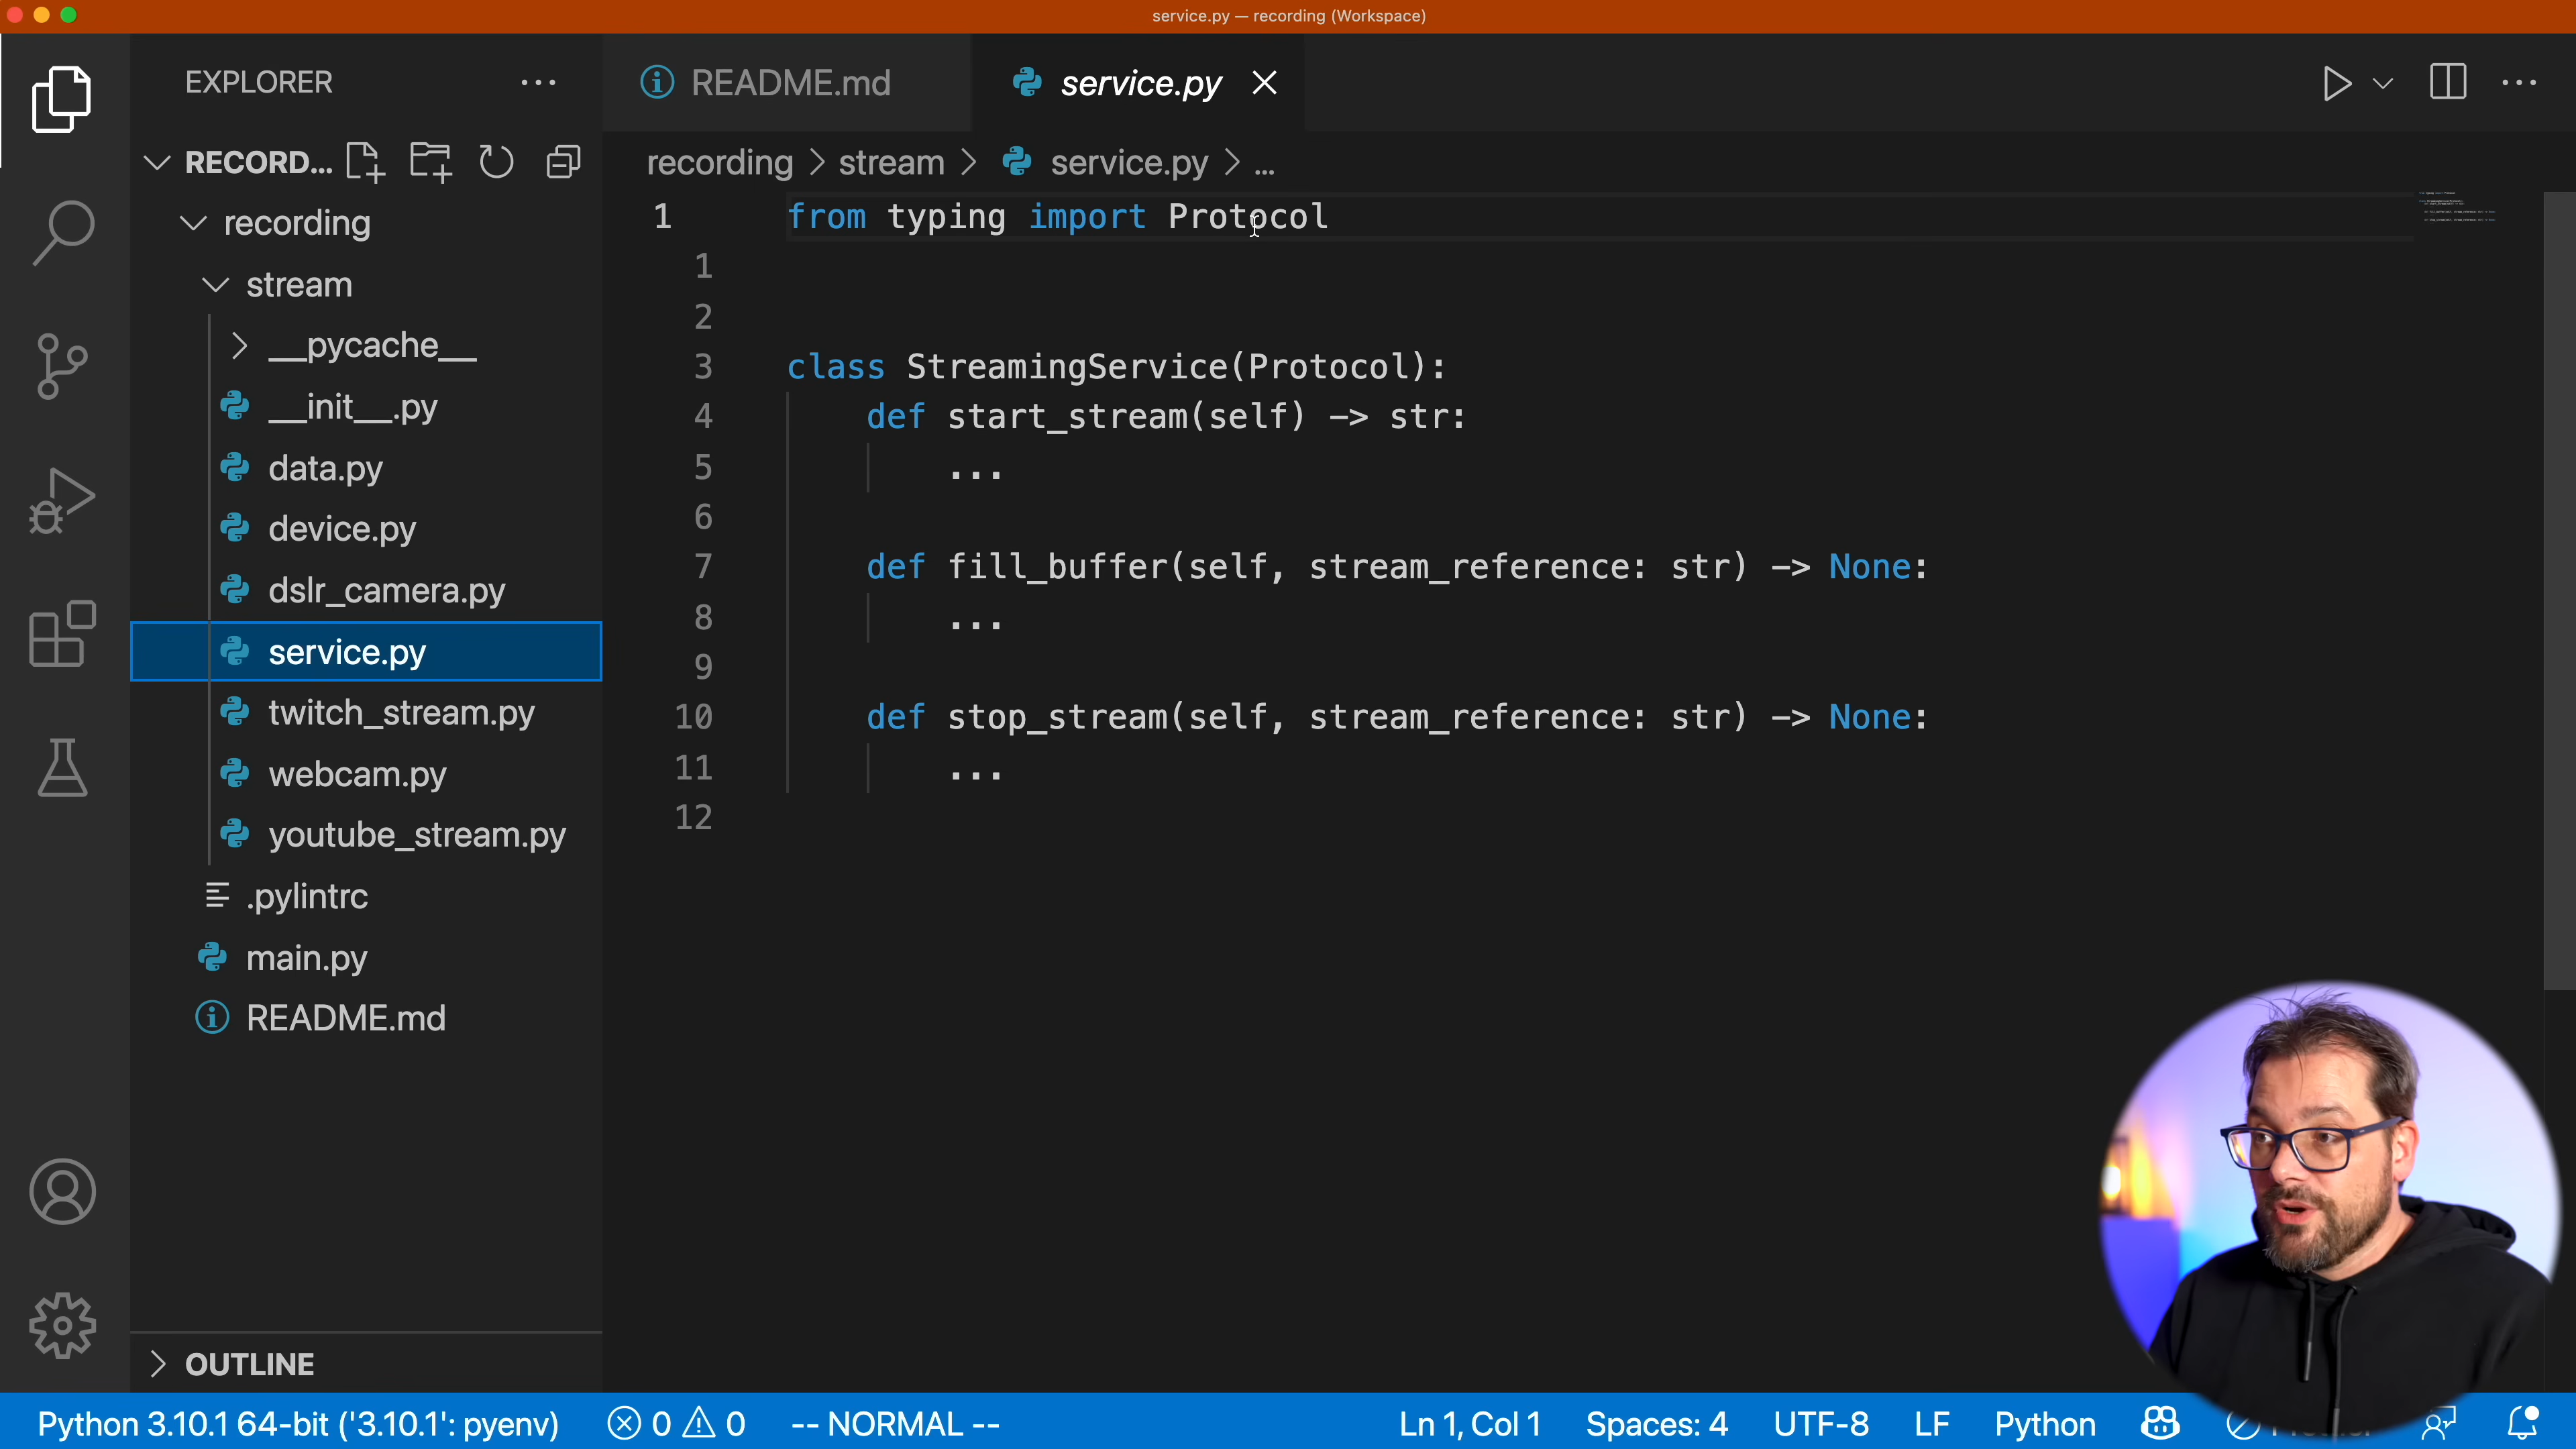 service.py — recording (Workspace)
EXPLORER
README.md
service.py
RECORD...
recording > stream > service.py > ...
recording
stream
__pycache__
__init__.py
data.py
device.py
dslr_camera.py
service.py
twitch_stream.py
webcam.py
youtube_stream.py
.pylintrc
main.py
README.md
OUTLINE
1 from typing import Protocol
1
2
3 class StreamingService(Protocol):
4 def start_stream(self) -> str:
5 ...
6
7 def fill_buffer(self, stream_reference: str) -> None:
8 ...
9
10 def stop_stream(self, stream_reference: str) -> None:
11 ...
12
Python 3.10.1 64-bit ('3.10.1': pyenv) 0 0 -- NORMAL -- Ln 1, Col 1 Spaces: 4 UTF-8 LF Python